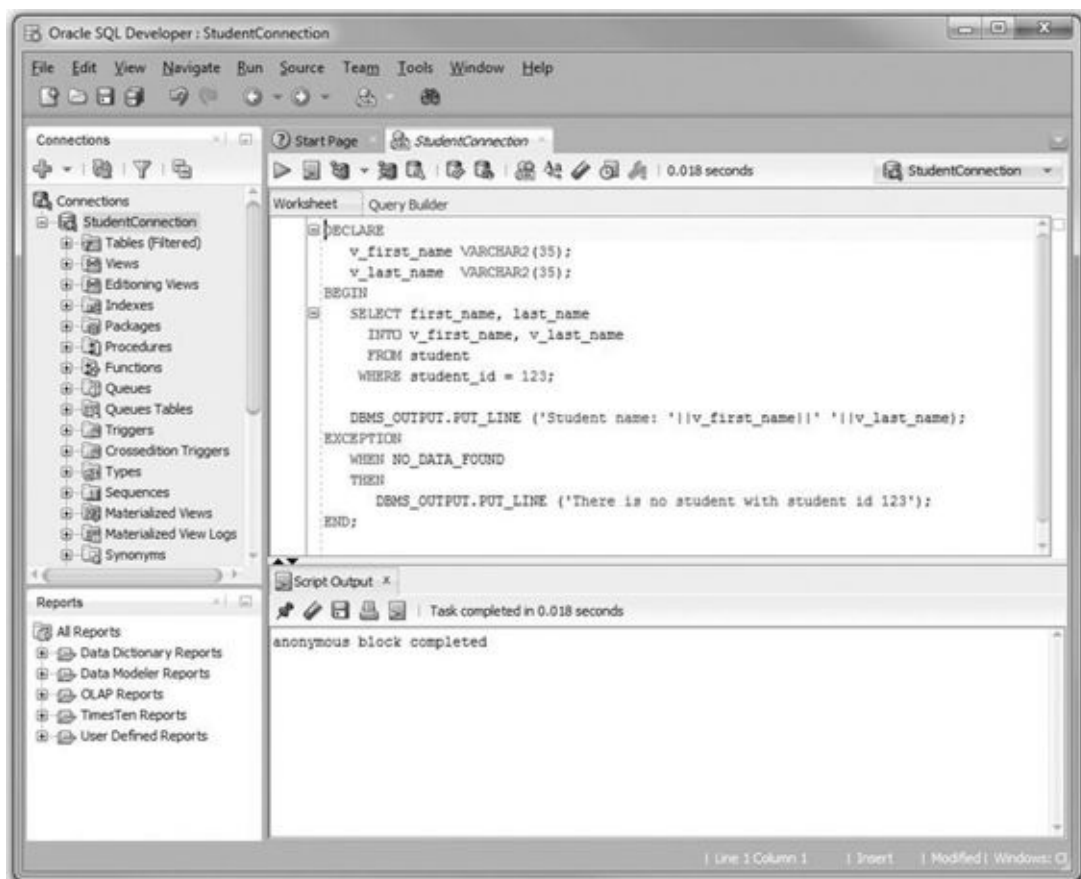 Oracle SQL Developer : StudentConnection
File Edit View Navigate Run Source Team Tools Window Help
Connections
Start Page
StudentConnection
0.018 seconds
StudentConnection
Connections
StudentConnection
Tables (Filtered)
Views
Editioning Views
Indexes
Packages
Procedures
Functions
Queues
Queues Tables
Triggers
Crossedition Triggers
Types
Sequences
Materialized Views
Materialized View Logs
Synonyms
Worksheet Query Builder
DECLARE
v_first_name VARCHAR2(35);
v_last_name VARCHAR2(35);
BEGIN
SELECT first_name, last_name
INTO v_first_name, v_last_name
FROM student
WHERE student_id = 123;
DBMS_OUTPUT.PUT_LINE ('Student name: '||v_first_name||' '||v_last_name);
EXCEPTION
WHEN NO_DATA_FOUND
THEN
DBMS_OUTPUT.PUT_LINE ('There is no student with student id 123');
END;
Script Output x
Task completed in 0.018 seconds
anonymous block completed
Reports
All Reports
Data Dictionary Reports
Data Modeler Reports
OLAP Reports
TimesTen Reports
User Defined Reports
| Line 1 Column 1 | Insert | Modified | Windows: C